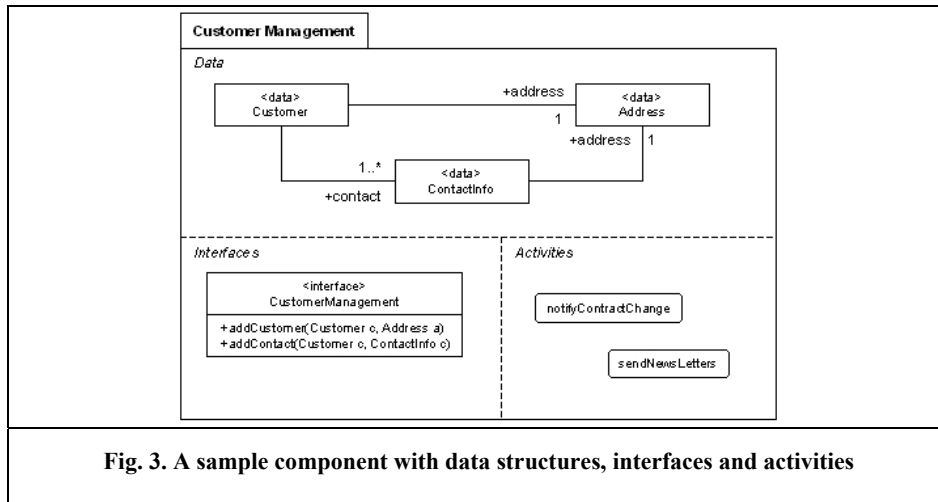 Customer Management
Data
<data>
Customer
+address
1
<data>
Address
+address 1
1..*
+contact
<data>
ContactInfo
Interfaces
<interface>
CustomerManagement
+addCustomer(Customer c, Address a)
+addContact(Customer c, ContactInfo c)
Activities
notifyContractChange
sendNewsLetters
Fig. 3. A sample component with data structures, interfaces and activities